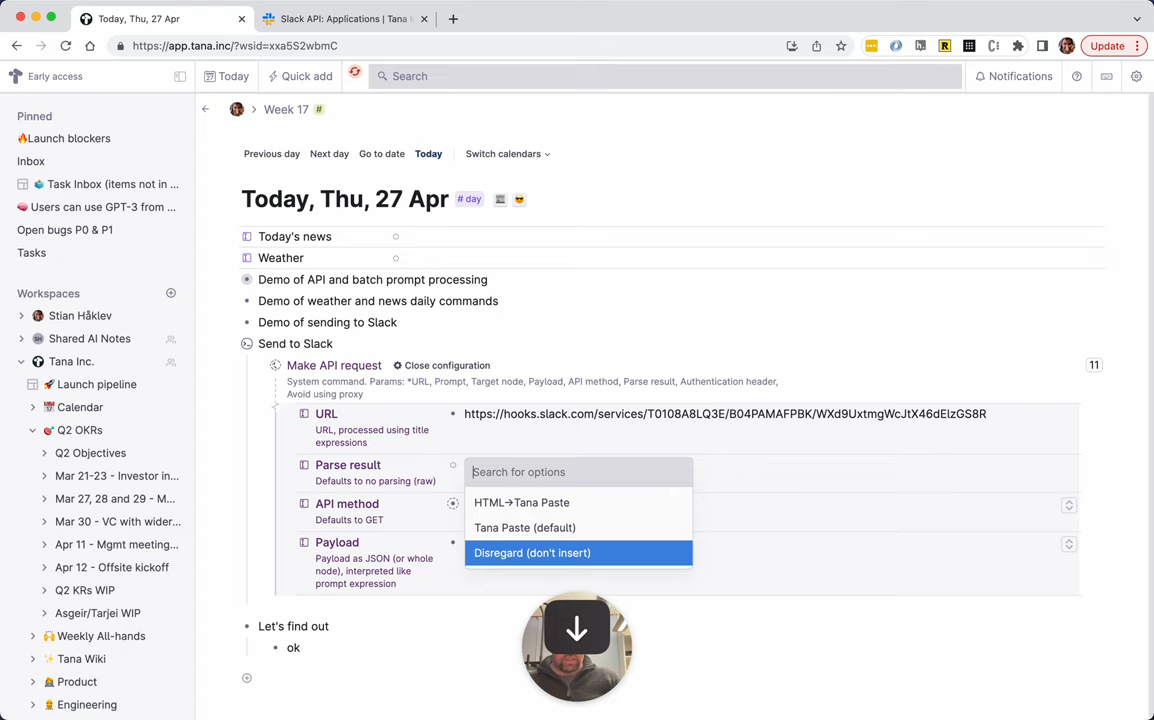 Today, Thu, 27 Apr
Slack API: Applications | Tana
https://app.tana.inc/?wsid=xxa5S2wbmC
Update
Early access
Today
Quick add
Search
Notifications
Pinned
🔥Launch blockers
Inbox
Task Inbox (items not in ...
🧠 Users can use GPT-3 from ...
Open bugs P0 & P1
Tasks
Workspaces
Stian Håklev
SH Shared AI Notes
Tana Inc.
🚀 Launch pipeline
📅 Calendar
🎯 Q2 OKRs
Q2 Objectives
Mar 21-23 - Investor in...
Mar 27, 28 and 29 - M...
Mar 30 - VC with wider...
Apr 11 - Mgmt meeting...
Apr 12 - Offsite kickoff
Q2 KRs WIP
Asgeir/Tarjei WIP
🙌 Weekly All-hands
✨ Tana Wiki
Product
Engineering
Week 17 #
Previous day Next day Go to date Today Switch calendars
Today, Thu, 27 Apr # day
Today's news
Weather
Demo of API and batch prompt processing
Demo of weather and news daily commands
Demo of sending to Slack
Send to Slack
Make API request Close configuration 11
System command. Params: *URL, Prompt, Target node, Payload, API method, Parse result, Authentication header,
Avoid using proxy
URL https://hooks.slack.com/services/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
URL, processed using title
expressions
Parse result Search for options
Defaults to no parsing (raw)
HTML->Tana Paste
API method
Defaults to GET
Tana Paste (default)
Payload
Disregard (don't insert)
Payload as JSON (or whole
node), interpreted like
prompt expression
Let's find out
ok